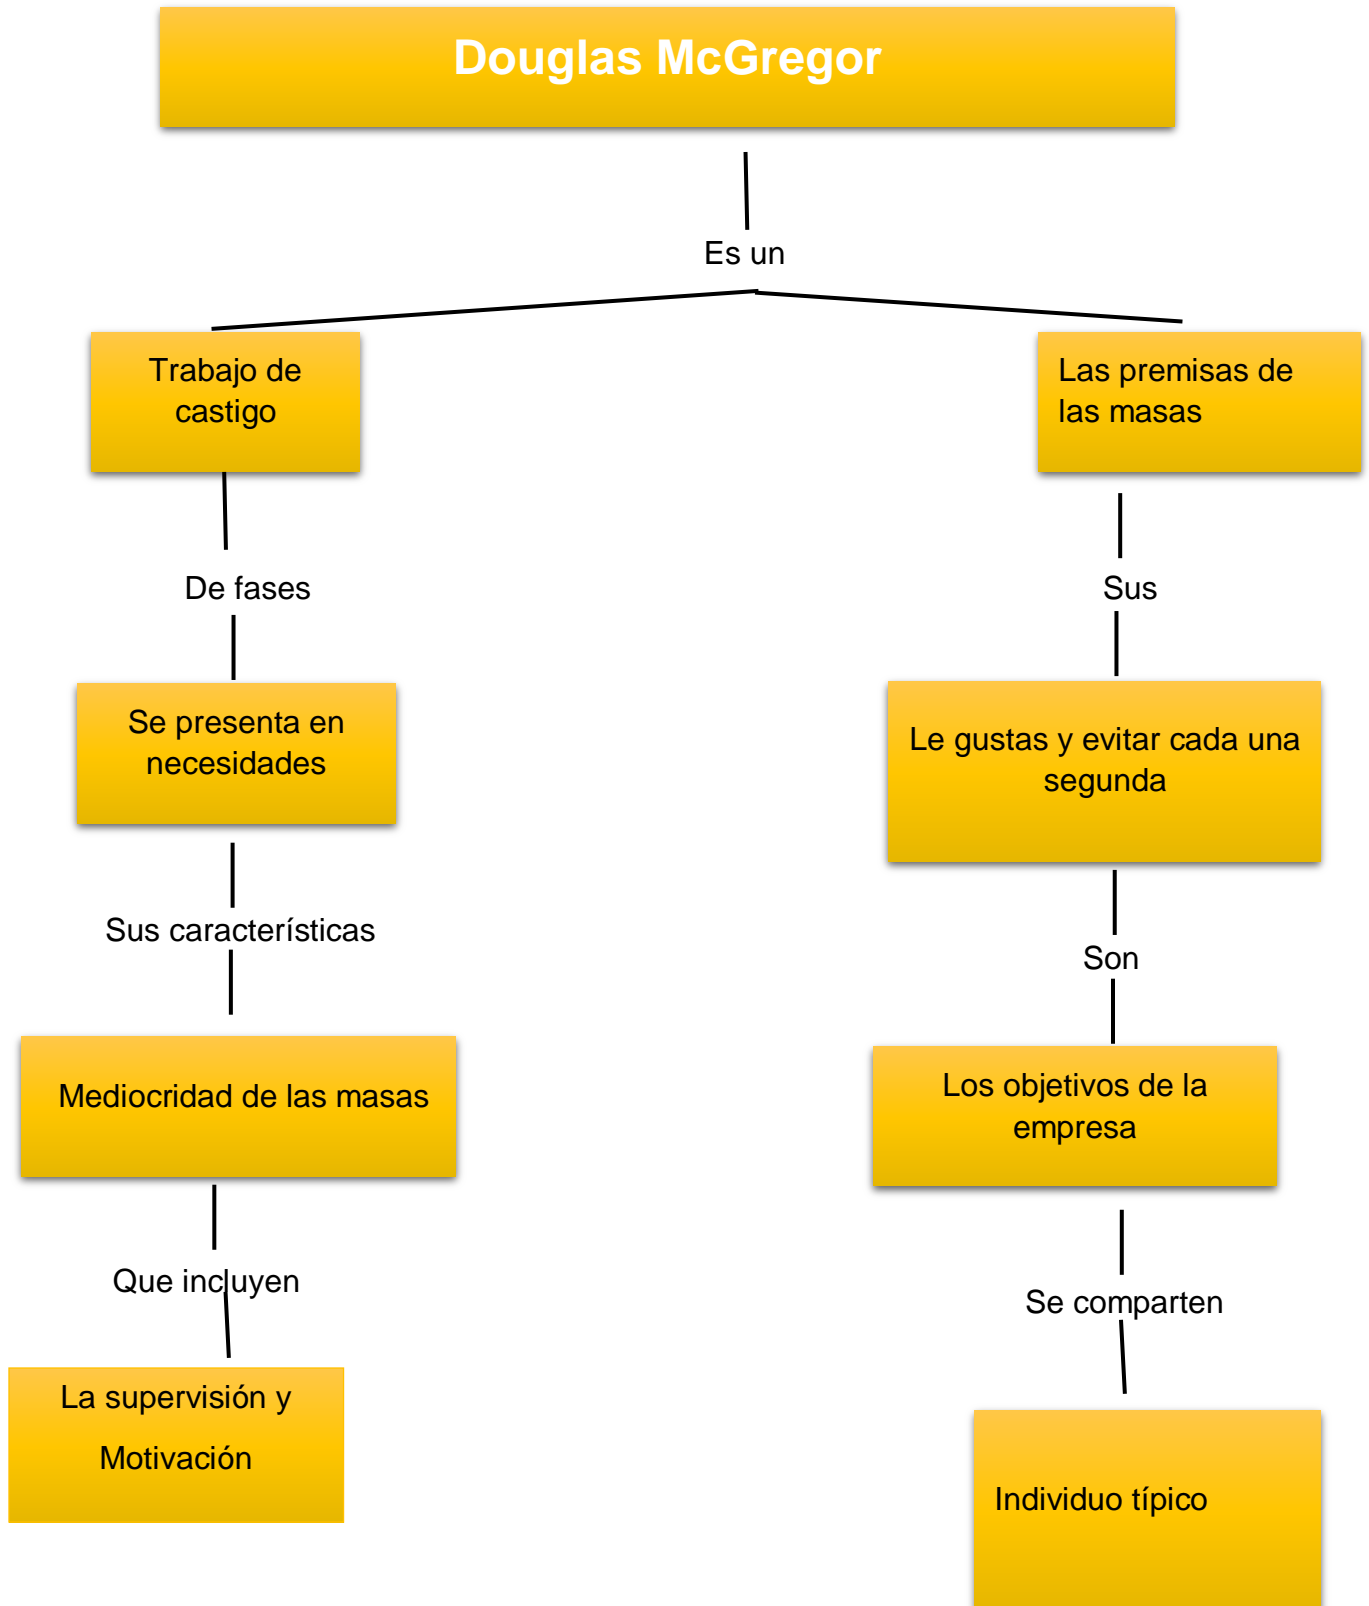 Douglas McGregor
Es un
Trabajo de
castigo
Las premisas de
las masas
De fases
Sus
Se presenta en
necesidades
Le gustas y evitar cada una
segunda
Sus características
Son
Mediocridad de las masas
Los objetivos de la
empresa
Que incluyen
Se comparten
La supervisión y
Motivación
Individuo típico